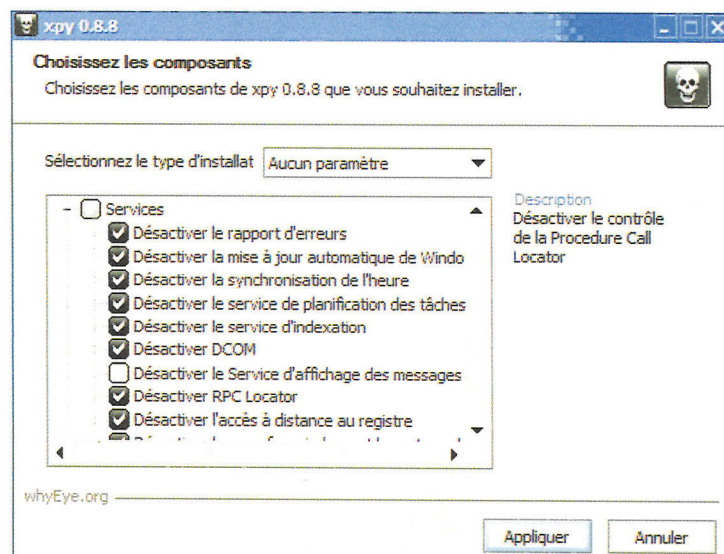 xpy 0.8.8
Choisissez les composants
Choisissez les composants de xpy 0.8.8 que vous souhaitez installer.
Sélectionnez le type d'installat
Aucun paramètre
Services
Désactiver le rapport d'erreurs
Désactiver la mise à jour automatique de Windo
Désactiver la synchronisation de l'heure
Désactiver le service de planification des tâches
Désactiver le service d'indexation
Désactiver DCOM
Désactiver le Service d'affichage des messages
Désactiver RPC Locator
Désactiver l'accès à distance au registre
Description
Désactiver le contrôle
de la Procedure Call
Locator
whyEye.org
Appliquer
Annuler